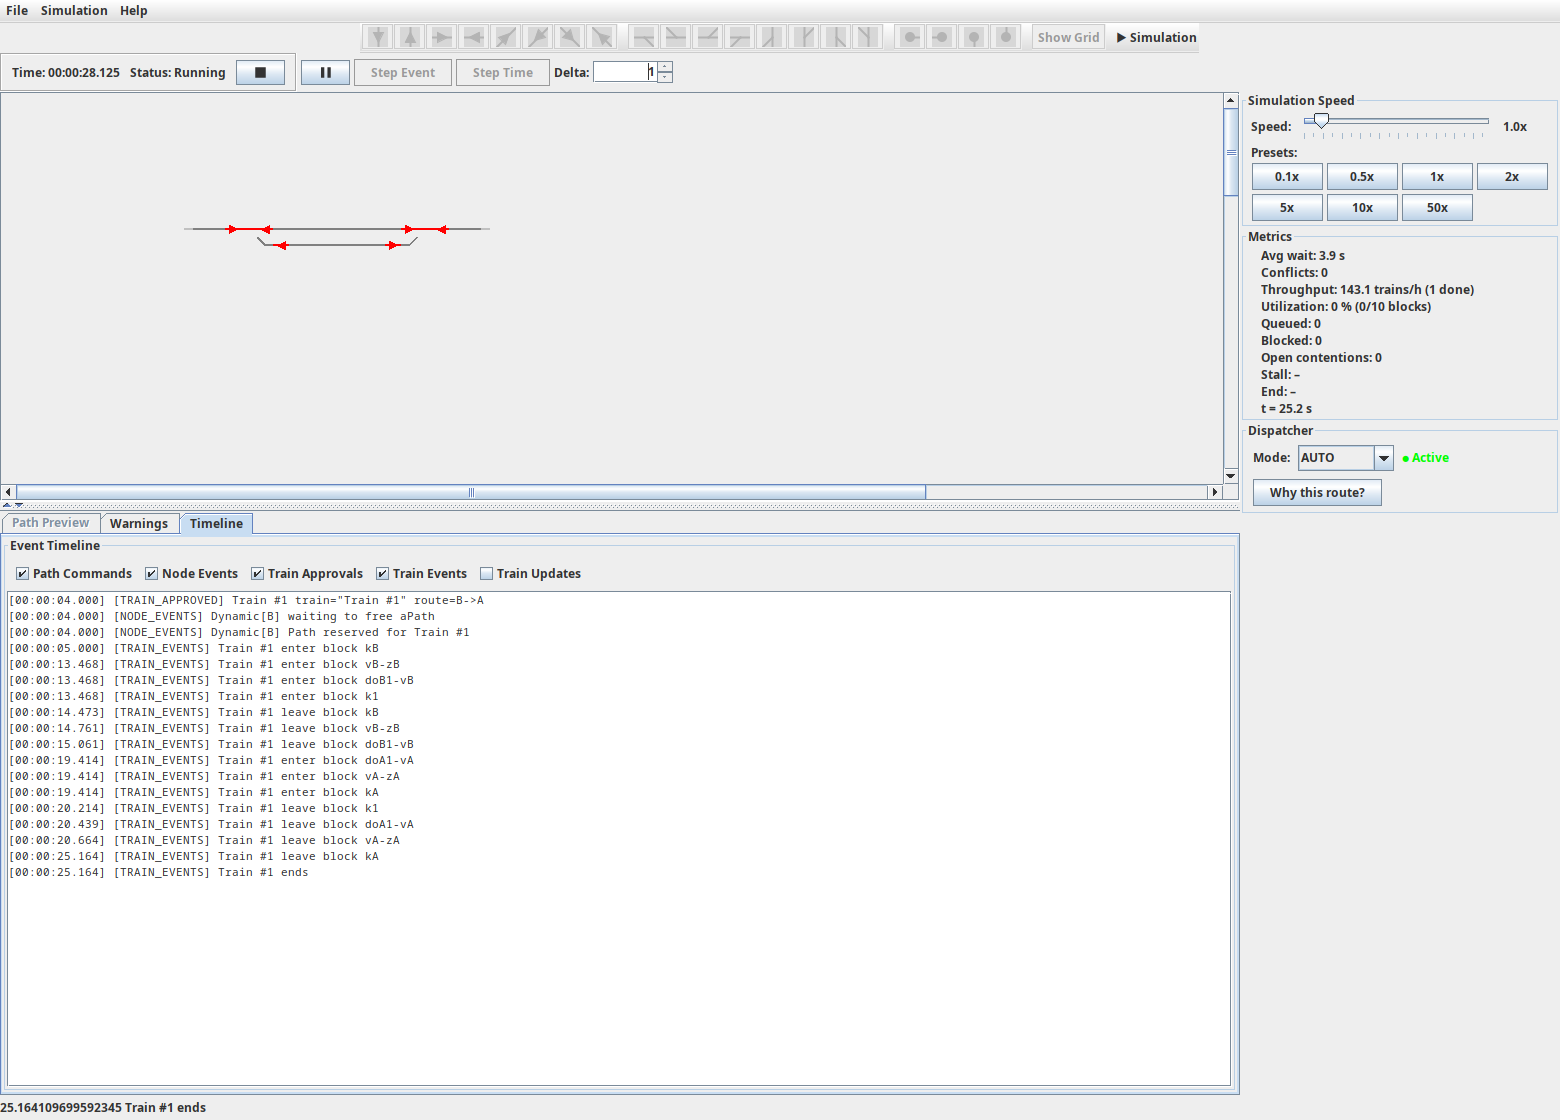 File Simulation Help
Show Grid Simulation
Time: 00:00:28.125 Status: Running Step Event Step Time Delta: 1
Simulation Speed
Speed: 1.0x
Presets:
0.1x 0.5x 1x 2x
5x 10x 50x
Metrics
Avg wait: 3.9 s
Conflicts: 0
Throughput: 143.1 trains/h (1 done)
Utilization: 0 % (0/10 blocks)
Queued: 0
Blocked: 0
Open contentions: 0
Stall: –
End: –
t = 25.2 s
Dispatcher
Mode: AUTO ● Active
Why this route?
Path Preview Warnings Timeline
Event Timeline
Path Commands Node Events Train Approvals Train Events Train Updates
[00:00:04.000] [TRAIN_APPROVED] Train #1 train="Train #1" route=B->A
[00:00:04.000] [NODE_EVENTS] Dynamic[B] waiting to free aPath
[00:00:04.000] [NODE_EVENTS] Dynamic[B] Path reserved for Train #1
[00:00:05.000] [TRAIN_EVENTS] Train #1 enter block kB
[00:00:13.468] [TRAIN_EVENTS] Train #1 enter block vB-zB
[00:00:13.468] [TRAIN_EVENTS] Train #1 enter block doB1-vB
[00:00:13.468] [TRAIN_EVENTS] Train #1 enter block k1
[00:00:14.473] [TRAIN_EVENTS] Train #1 leave block kB
[00:00:14.761] [TRAIN_EVENTS] Train #1 leave block vB-zB
[00:00:15.061] [TRAIN_EVENTS] Train #1 leave block doB1-vB
[00:00:19.414] [TRAIN_EVENTS] Train #1 enter block doA1-vA
[00:00:19.414] [TRAIN_EVENTS] Train #1 enter block vA-zA
[00:00:19.414] [TRAIN_EVENTS] Train #1 enter block kA
[00:00:20.214] [TRAIN_EVENTS] Train #1 leave block k1
[00:00:20.439] [TRAIN_EVENTS] Train #1 leave block doA1-vA
[00:00:20.664] [TRAIN_EVENTS] Train #1 leave block vA-zA
[00:00:25.164] [TRAIN_EVENTS] Train #1 leave block kA
[00:00:25.164] [TRAIN_EVENTS] Train #1 ends
25.164109699592345 Train #1 ends